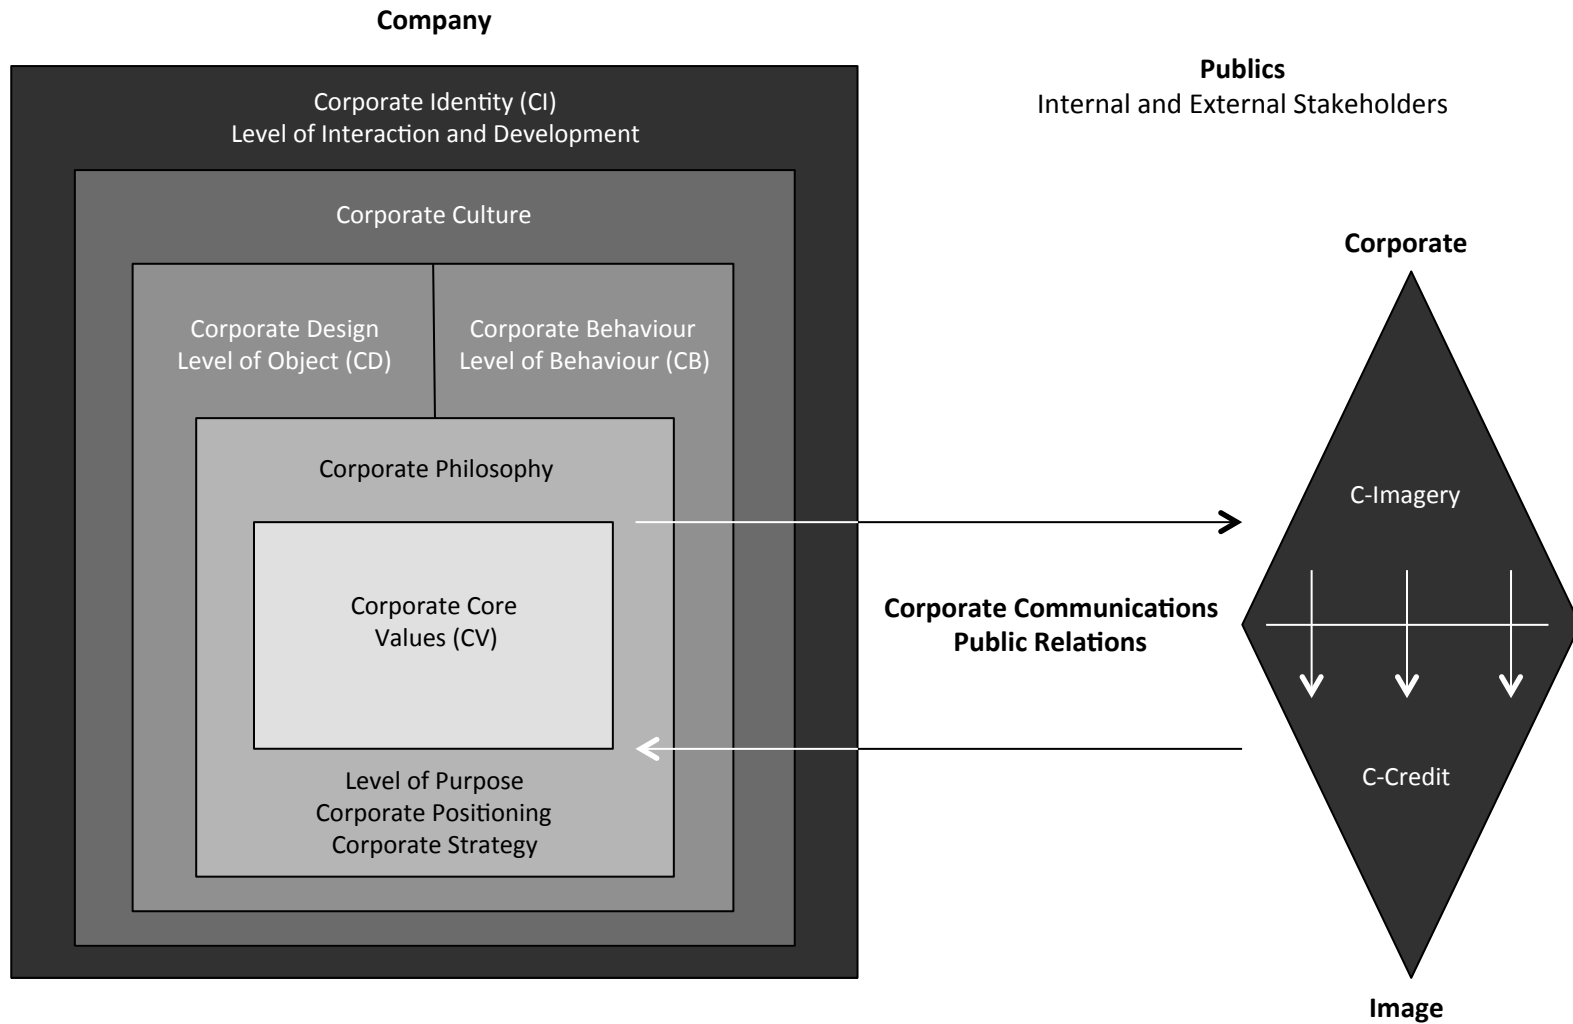 Company
Corporate Identity (CI)
Level of Interaction and Development
Corporate Culture
Corporate Design
Level of Object (CD)
Corporate Behaviour
Level of Behaviour (CB)
Corporate Philosophy
Corporate Core
Values (CV)
Level of Purpose
Corporate Positioning
Corporate Strategy
Corporate Communications
Public Relations
Publics
Internal and External Stakeholders
Corporate
C-Imagery
C-Credit
Image